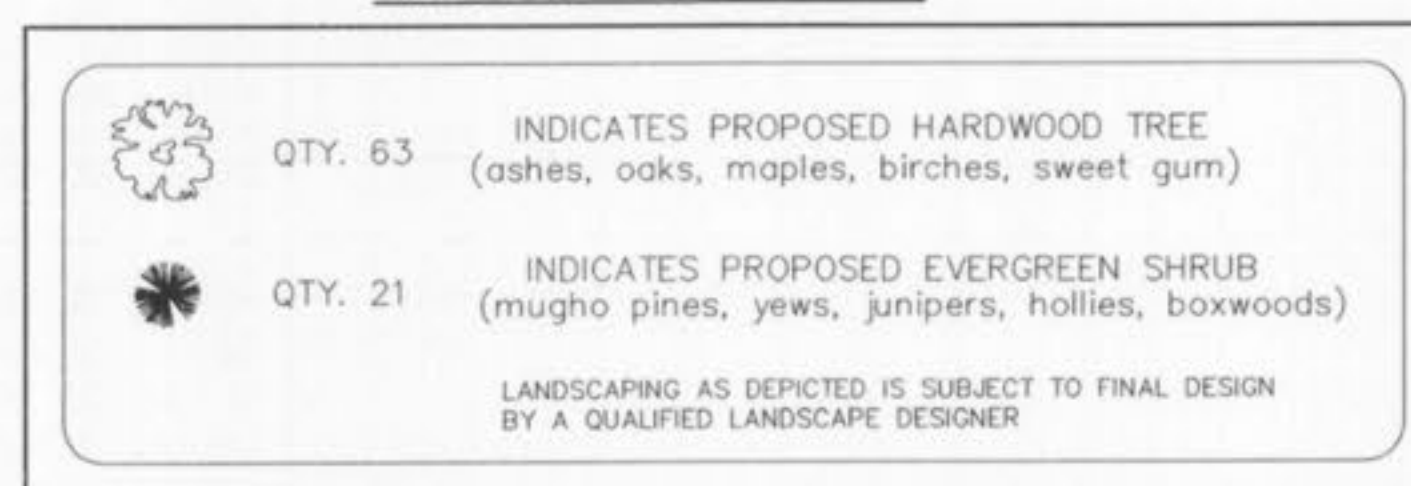 QTY. 63 INDICATES PROPOSED HARDWOOD TREE
(ashes, oaks, maples, birches, sweet gum)
QTY. 21 INDICATES PROPOSED EVERGREEN SHRUB
(mugho pines, yews, junipers, hollies, boxwoods)
LANDSCAPING AS DEPICTED IS SUBJECT TO FINAL DESIGN
BY A QUALIFIED LANDSCAPE DESIGNER